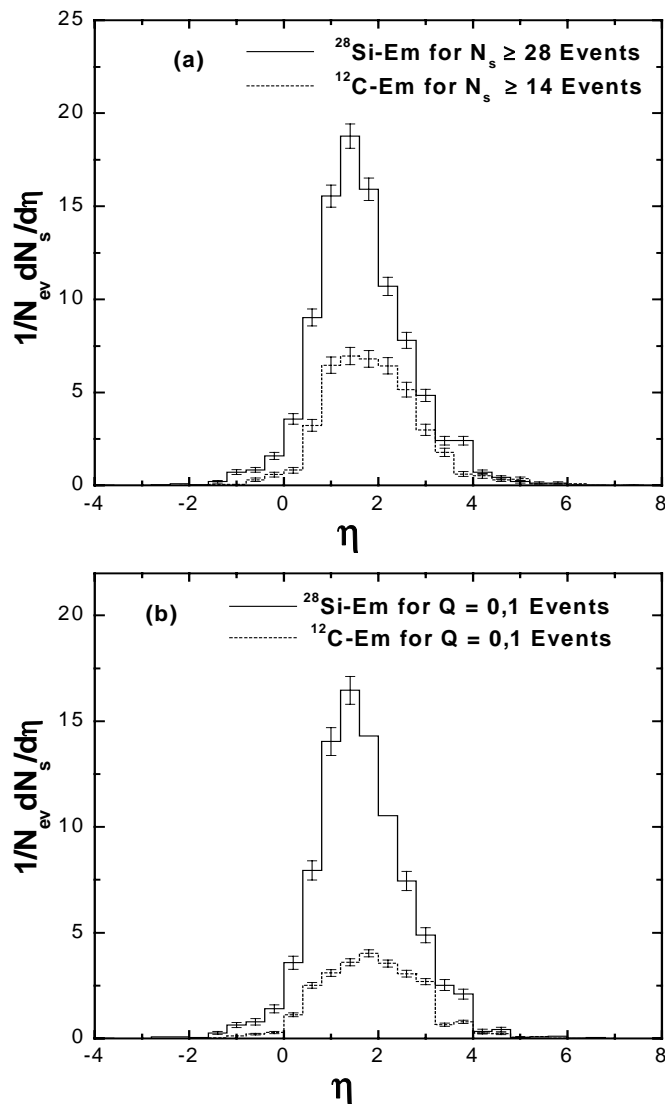 (a)
²⁸Si-Em for Nₛ ≥ 28 Events
¹²C-Em for Nₛ ≥ 14 Events
25
20
15
10
5
0
1/Nₑᵥ dNₛ/dη
-4 -2 0 2 4 6 8
η
(b)
²⁸Si-Em for Q = 0,1 Events
¹²C-Em for Q = 0,1 Events
20
15
10
5
0
1/Nₑᵥ dNₛ/dη
-4 -2 0 2 4 6 8
η